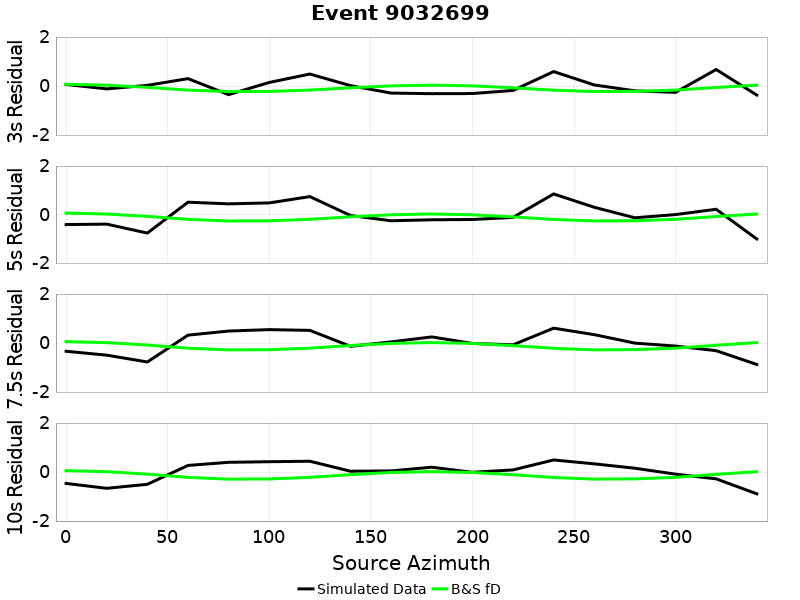 Event 9032699
3s Residual
2
0
-2
5s Residual
2
0
-2
7.5s Residual
2
0
-2
10s Residual
2
0
-2
0 50 100 150 200 250 300
Source Azimuth
Simulated Data B&S fD